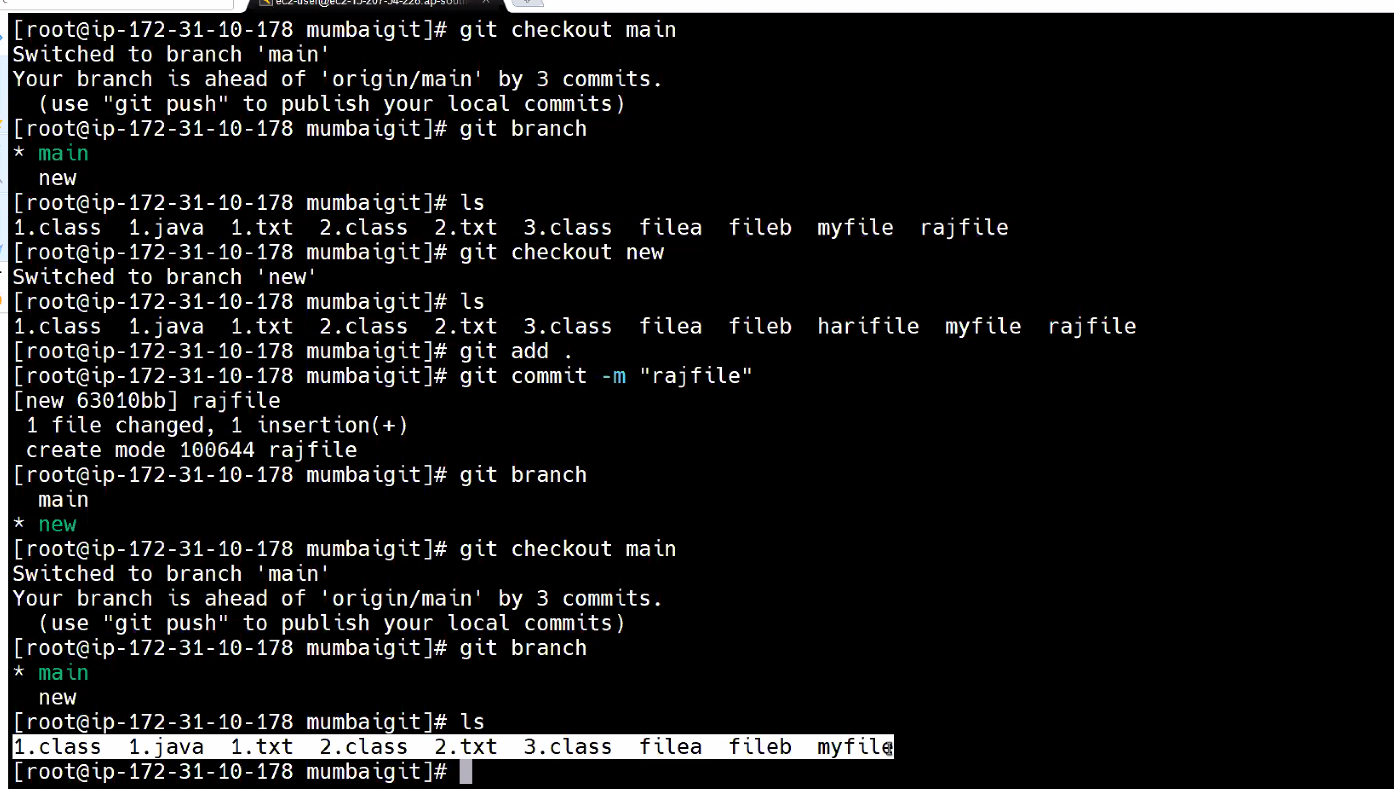 [root@ip-172-31-10-178 mumbaigit]# git checkout main
Switched to branch 'main'
Your branch is ahead of 'origin/main' by 3 commits.
  (use "git push" to publish your local commits)
[root@ip-172-31-10-178 mumbaigit]# git branch
* main
  new
[root@ip-172-31-10-178 mumbaigit]# ls
1.class  1.java  1.txt  2.class  2.txt  3.class  filea  fileb  myfile  rajfile
[root@ip-172-31-10-178 mumbaigit]# git checkout new
Switched to branch 'new'
[root@ip-172-31-10-178 mumbaigit]# ls
1.class  1.java  1.txt  2.class  2.txt  3.class  filea  fileb  harifile  myfile  rajfile
[root@ip-172-31-10-178 mumbaigit]# git add .
[root@ip-172-31-10-178 mumbaigit]# git commit -m "rajfile"
[new 63010bb] rajfile
 1 file changed, 1 insertion(+)
 create mode 100644 rajfile
[root@ip-172-31-10-178 mumbaigit]# git branch
  main
* new
[root@ip-172-31-10-178 mumbaigit]# git checkout main
Switched to branch 'main'
Your branch is ahead of 'origin/main' by 3 commits.
  (use "git push" to publish your local commits)
[root@ip-172-31-10-178 mumbaigit]# git branch
* main
  new
[root@ip-172-31-10-178 mumbaigit]# ls
1.class  1.java  1.txt  2.class  2.txt  3.class  filea  fileb  myfile
[root@ip-172-31-10-178 mumbaigit]#